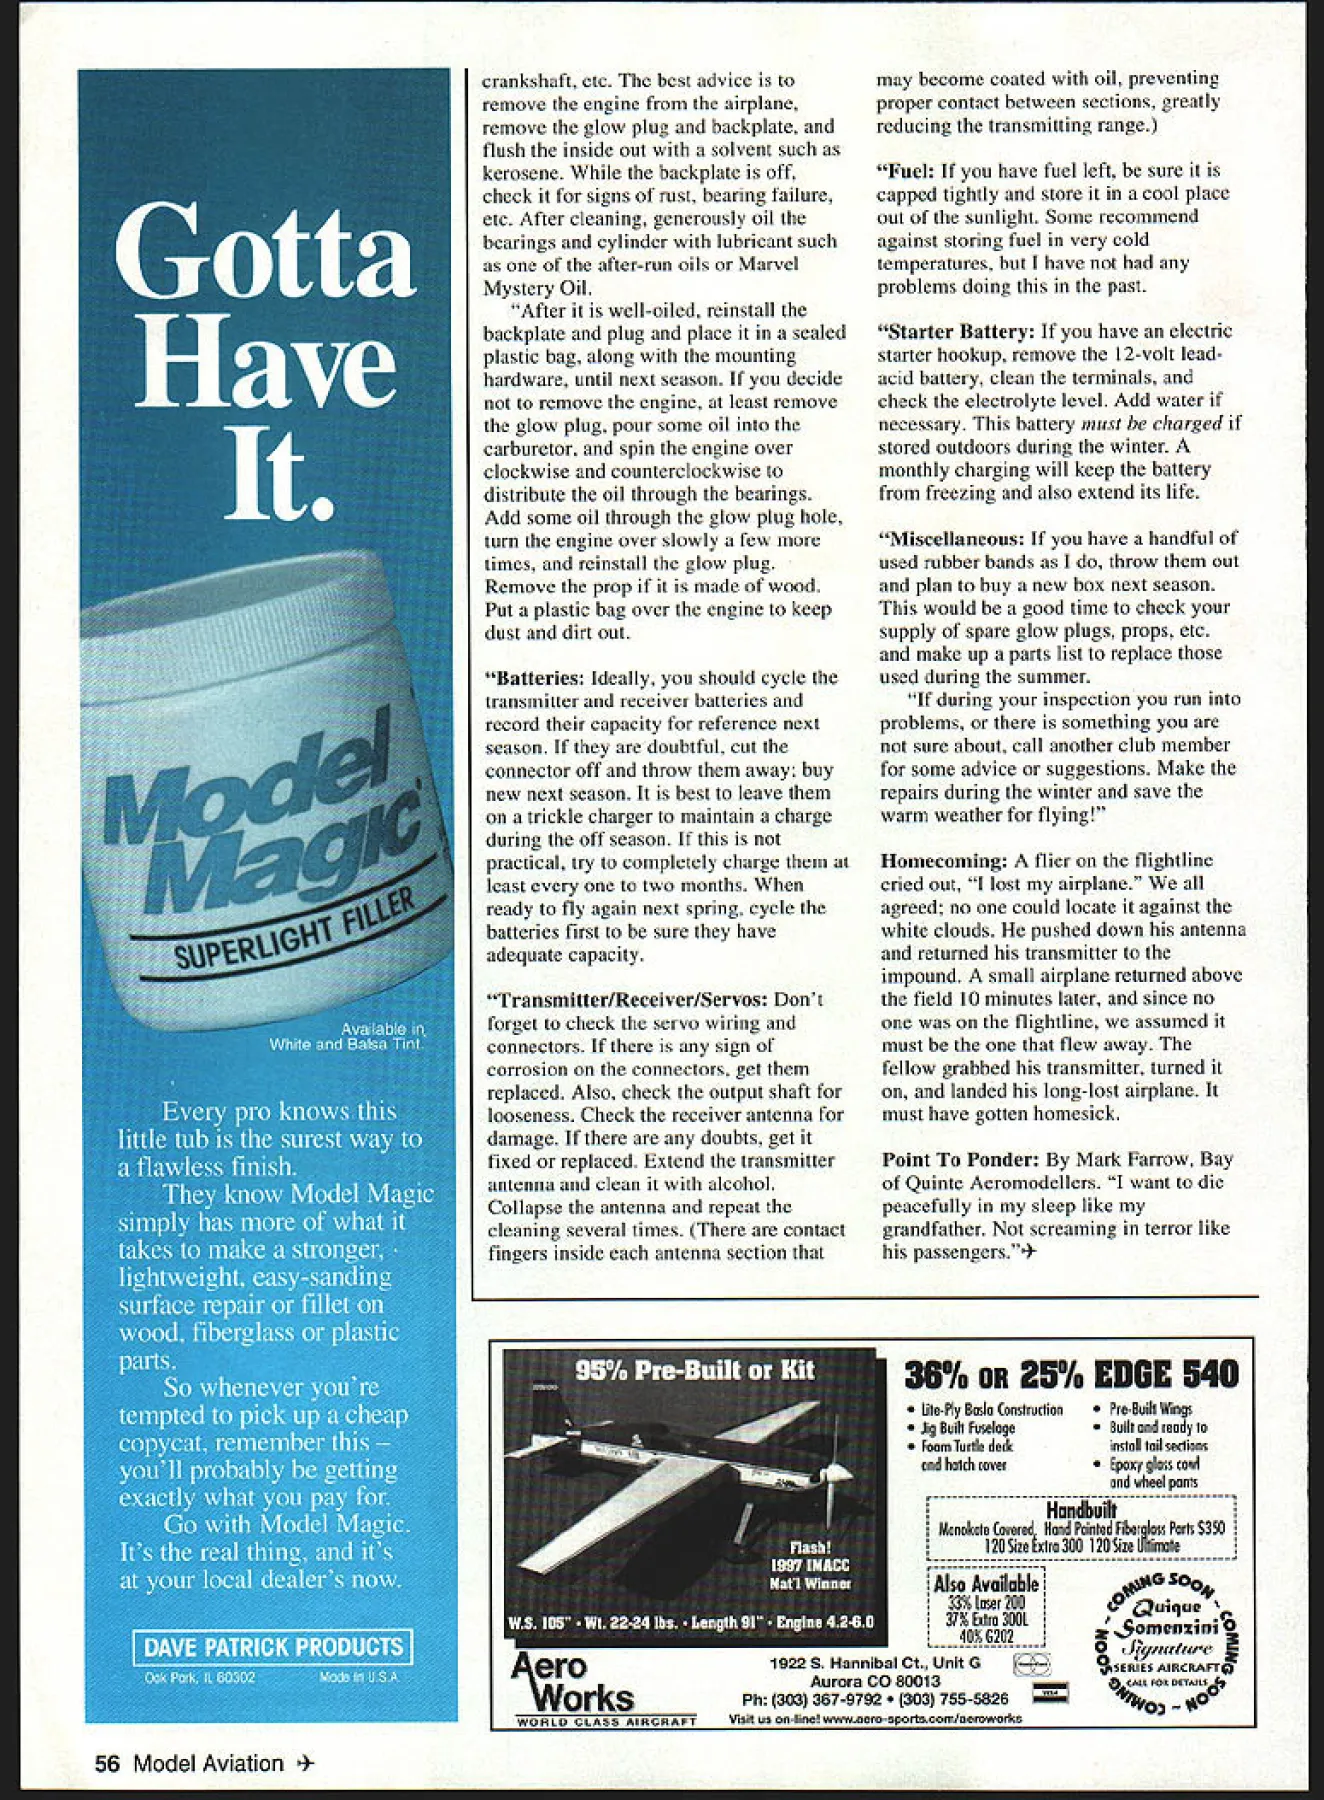 Gotta
Have
It.
Model
Magic
SUPERLIGHT FILLER
Available in
White and Balsa Tint.
Every pro knows this
little tub is the surest way to
a flawless finish.
They know Model Magic
simply has more of what it
takes to make a stronger,
lightweight, easy-sanding
surface repair or fillet on
wood, fiberglass or plastic
parts.
So whenever you're
tempted to pick up a cheap
copycat, remember this –
you'll probably be getting
exactly what you pay for.
Go with Model Magic.
It's the real thing, and it's
at your local dealer's now.
DAVE PATRICK PRODUCTS
Oak Park, IL 60302 Made in U.S.A.
crankshaft, etc. The best advice is to
remove the engine from the airplane,
remove the glow plug and backplate, and
flush the inside out with a solvent such as
kerosene. While the backplate is off,
check it for signs of rust, bearing failure,
etc. After cleaning, generously oil the
bearings and cylinder with lubricant such
as one of the after-run oils or Marvel
Mystery Oil.
"After it is well-oiled, reinstall the
backplate and plug and place it in a sealed
plastic bag, along with the mounting
hardware, until next season. If you decide
not to remove the engine, at least remove
the glow plug, pour some oil into the
carburetor, and spin the engine over
clockwise and counterclockwise to
distribute the oil through the bearings.
Add some oil through the glow plug hole,
turn the engine over slowly a few more
times, and reinstall the glow plug.
Remove the prop if it is made of wood.
Put a plastic bag over the engine to keep
dust and dirt out.
"Batteries: Ideally, you should cycle the
transmitter and receiver batteries and
record their capacity for reference next
season. If they are doubtful, cut the
connector off and throw them away; buy
new next season. It is best to leave them
on a trickle charger to maintain a charge
during the off season. If this is not
practical, try to completely charge them at
least every one to two months. When
ready to fly again next spring, cycle the
batteries first to be sure they have
adequate capacity.
"Transmitter/Receiver/Servos: Don't
forget to check the servo wiring and
connectors. If there is any sign of
corrosion on the connectors, get them
replaced. Also, check the output shaft for
looseness. Check the receiver antenna for
damage. If there are any doubts, get it
fixed or replaced. Extend the transmitter
antenna and clean it with alcohol.
Collapse the antenna and repeat the
cleaning several times. (There are contact
fingers inside each antenna section that
may become coated with oil, preventing
proper contact between sections, greatly
reducing the transmitting range.)
"Fuel: If you have fuel left, be sure it is
capped tightly and store it in a cool place
out of the sunlight. Some recommend
against storing fuel in very cold
temperatures, but I have not had any
problems doing this in the past.
"Starter Battery: If you have an electric
starter hookup, remove the 12-volt lead-
acid battery, clean the terminals, and
check the electrolyte level. Add water if
necessary. This battery must be charged if
stored outdoors during the winter. A
monthly charging will keep the battery
from freezing and also extend its life.
"Miscellaneous: If you have a handful of
used rubber bands as I do, throw them out
and plan to buy a new box next season.
This would be a good time to check your
supply of spare glow plugs, props, etc.
and make up a parts list to replace those
used during the summer.
"If during your inspection you run into
problems, or there is something you are
not sure about, call another club member
for some advice or suggestions. Make the
repairs during the winter and save the
warm weather for flying!"
Homecoming: A flier on the flightline
cried out, "I lost my airplane." We all
agreed; no one could locate it against the
white clouds. He pushed down his antenna
and returned his transmitter to the
impound. A small airplane returned above
the field 10 minutes later, and since no
one was on the flightline, we assumed it
must be the one that flew away. The
fellow grabbed his transmitter, turned it
on, and landed his long-lost airplane. It
must have gotten homesick.
Point To Ponder: By Mark Farrow, Bay
of Quinte Aeromodellers. "I want to die
peacefully in my sleep like my
grandfather. Not screaming in terror like
his passengers."✈
95% Pre-Built or Kit
Flash!
1997 IMACC
Nat'l Winner
W.S. 105" • Wt. 22-24 lbs. • Length 91" • Engine 4.2-6.0
36% OR 25% EDGE 540
• Lite-Ply Basla Construction
• Jig Built Fuselage
• Foam Turtle deck
and hatch cover
• Pre-Built Wings
• Built and ready to
install tail sections
• Epoxy glass cowl
and wheel pants
Handbuilt
Monokote Covered, Hand Painted Fiberglass Parts $350
120 Size Extra 300 120 Size Ultimate
Also Available
33% Laser 200
37% Extra 300L
40% G202
COMING SOON ~ COMING SOON ~ COMING SOON ~
Quique
Somenzini
Signature
SERIES AIRCRAFT
CALL FOR DETAILS
Aero
Works
WORLD CLASS AIRCRAFT
1922 S. Hannibal Ct., Unit G
Aurora CO 80013
Ph: (303) 367-9792 • (303) 755-5826
Visit us on-line! www.aero-sports.com/aeroworks
VISA
56 Model Aviation ✈